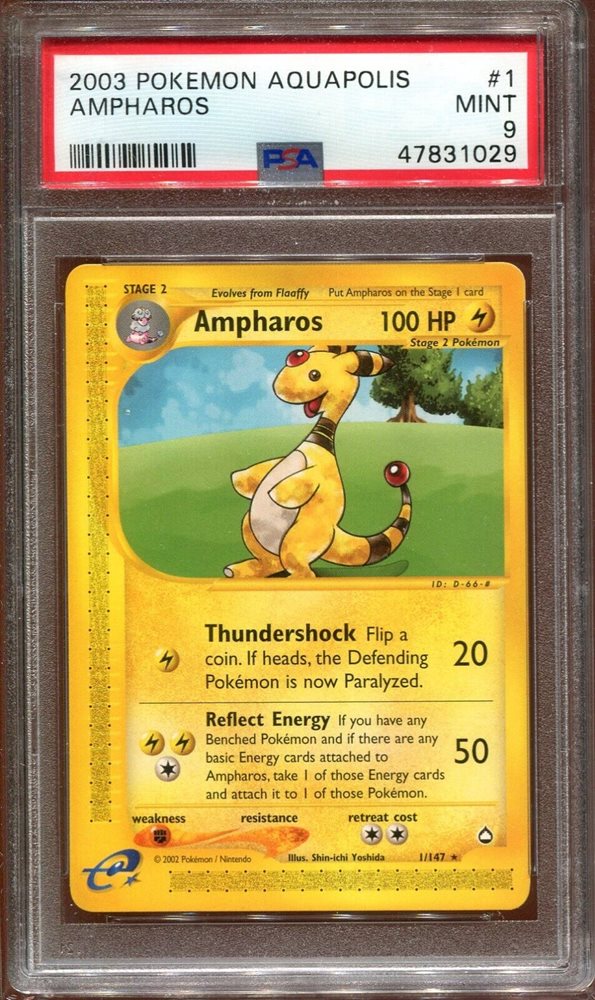 2003 POKEMON AQUAPOLIS #1
AMPHAROS MINT
9
PSA 47831029
STAGE 2 Evolves from Flaaffy Put Ampharos on the Stage 1 card
Ampharos 100 HP
Stage 2 Pokémon
ID: D-66-#
Thundershock Flip a
coin. If heads, the Defending 20
Pokémon is now Paralyzed.
Reflect Energy If you have any
Benched Pokémon and if there are any
basic Energy cards attached to 50
Ampharos, take 1 of those Energy cards
and attach it to 1 of those Pokémon.
weakness resistance retreat cost
© 2002 Pokémon / Nintendo Illus. Shin-ichi Yoshida 1/147 ★
e